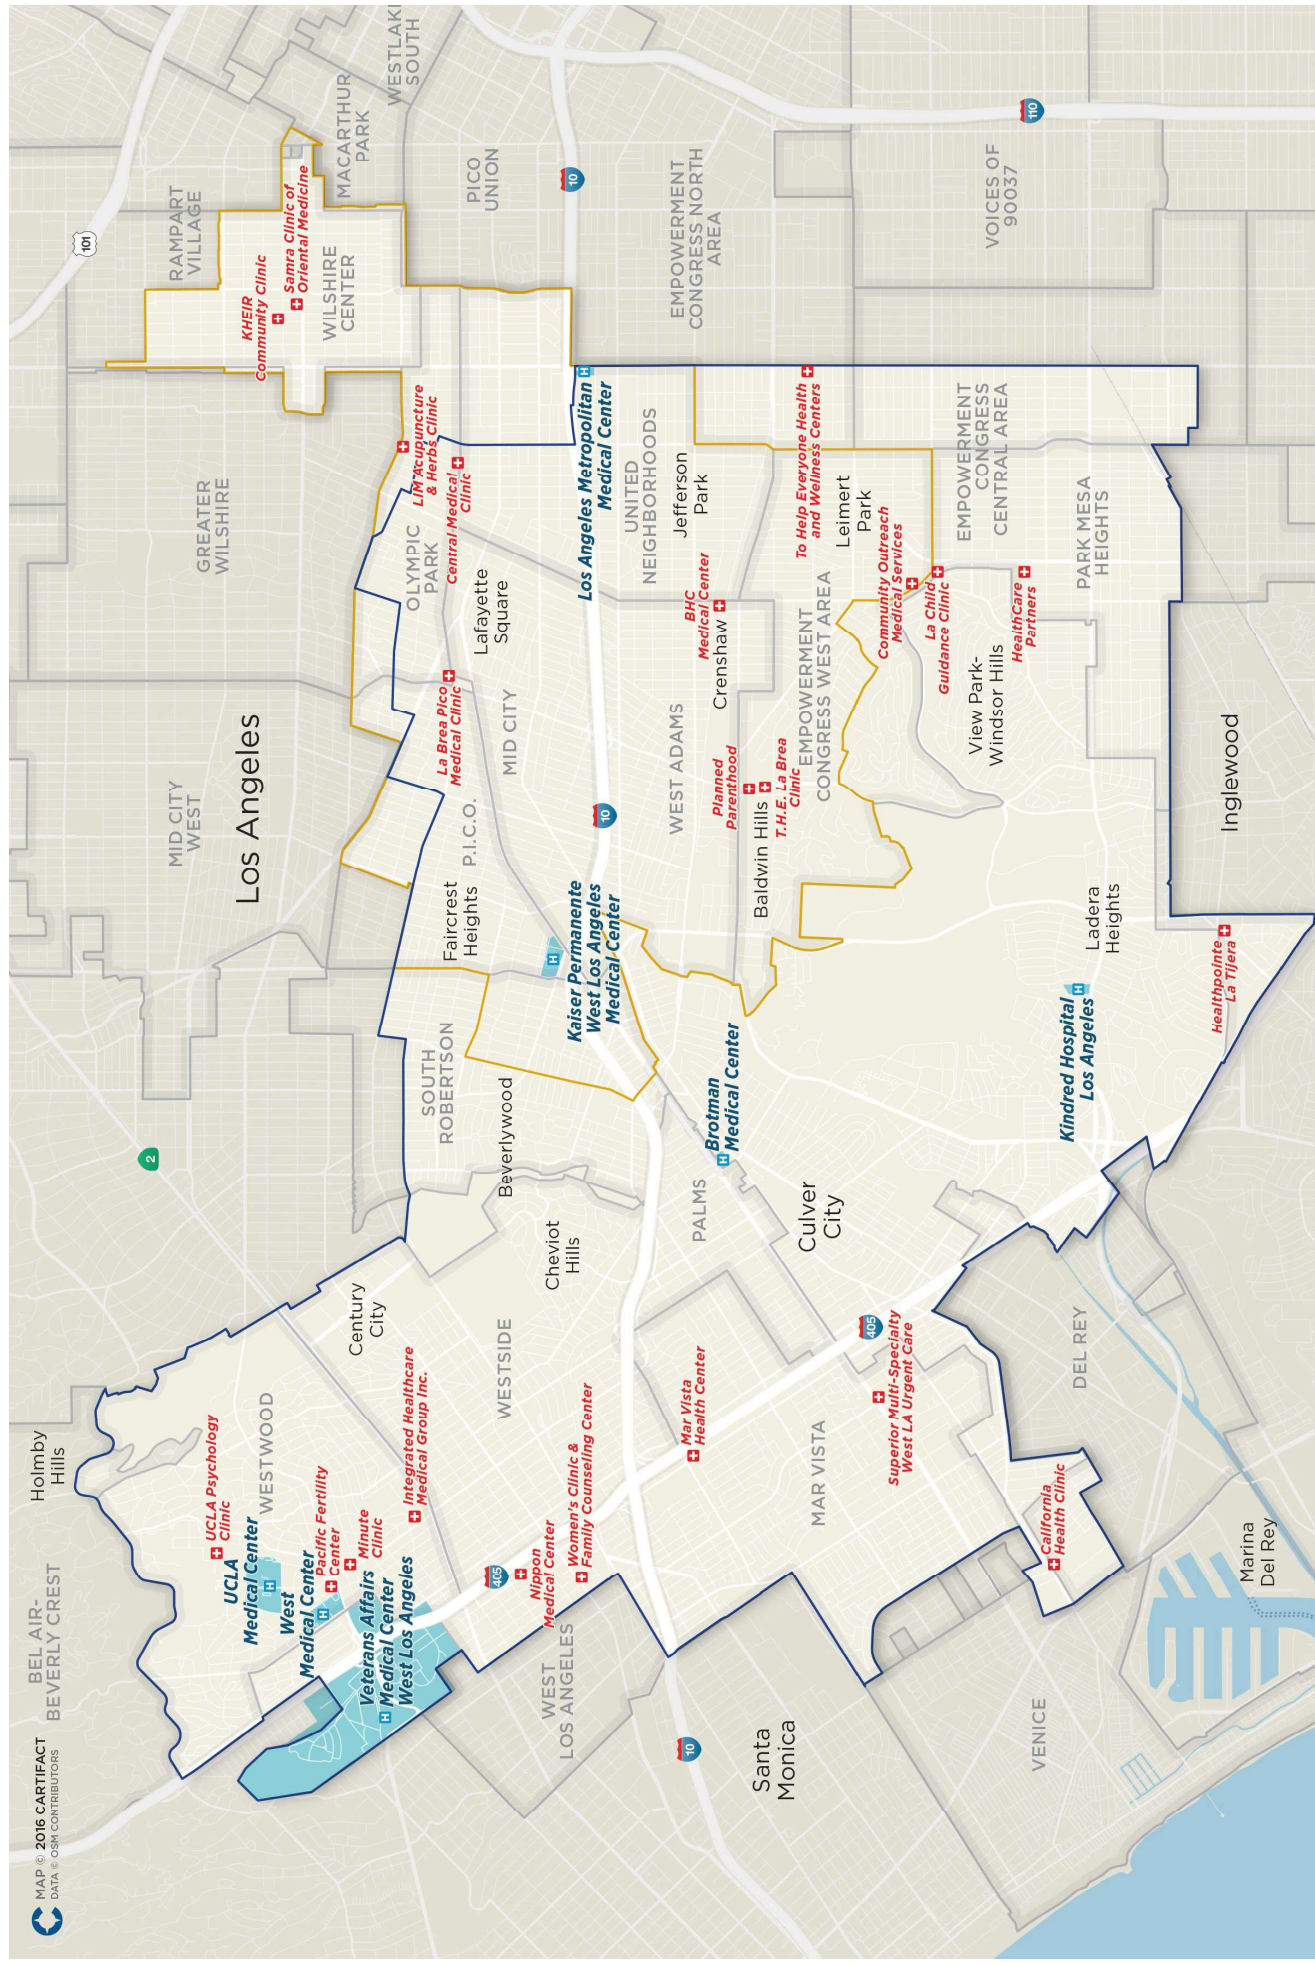 MAP © 2016 CARTIFACT
DATA © OSM CONTRIBUTORS
BEL AIR-
BEVERLY CREST
Holmby
Hills
2
101
MID CITY
WEST
Los Angeles
GREATER
WILSHIRE
RAMPART
VILLAGE
KHEIR
Community Clinic
Samra Clinic of
Oriental Medicine
WILSHIRE
CENTER
MACARTHUR
PARK
WESTLAKE
SOUTH
UCLA Psychology
Clinic
WESTWOOD
UCLA
Medical Center
H
West
Medical Center
H
Pacific Fertility
Center
Minute
Clinic
Veterans Affairs
Medical Center
West Los Angeles
H
Integrated Healthcare
Medical Group Inc.
Century
City
SOUTH
ROBERTSON
Faircrest
Heights
P.I.C.O.
La Brea Pico
Medical Clinic
OLYMPIC
PARK
LIM Acupuncture
& Herbs Clinic
Central Medical
Clinic
Lafayette
Square
PICO
UNION
10
405
Nippon
Medical Center
Women's Clinic &
Family Counseling Center
WESTSIDE
Cheviot
Hills
Beverlywood
MID CITY
H
Kaiser Permanente
West Los Angeles
Medical Center
10
H
Los Angeles Metropolitan
Medical Center
WEST
LOS ANGELES
10
Mar Vista
Health Center
PALMS
Brotman
Medical Center
H
WEST ADAMS
UNITED
NEIGHBORHOODS
Jefferson
Park
EMPOWERMENT
CONGRESS NORTH
AREA
BHC
Medical Center
Crenshaw
Planned
Parenthood
Baldwin Hills
T.H.E. La Brea
Clinic
EMPOWERMENT
CONGRESS WEST AREA
To Help Everyone Health
and Wellness Centers
Leimert
Park
Santa
Monica
MAR VISTA
Culver
City
405
Superior Multi-Specialty
West LA Urgent Care
Community Outreach
Medical Services
La Child
Guidance Clinic
View Park-
Windsor Hills
HealthCare
Partners
EMPOWERMENT
CONGRESS
CENTRAL AREA
VOICES OF
90037
110
VENICE
California
Health Clinic
DEL REY
Kindred Hospital
Los Angeles
H
Ladera
Heights
PARK MESA
HEIGHTS
Marina
Del Rey
Healthpointe
La Tijera
Inglewood